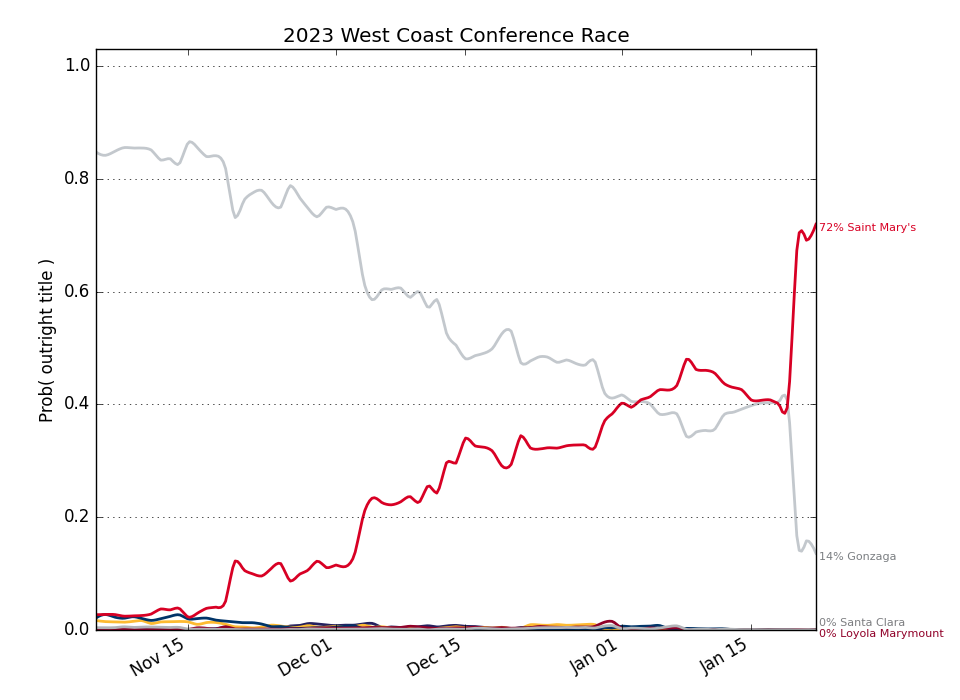 2023 West Coast Conference Race
1.0
0.8
0.6
0.4
0.2
0.0
Prob( outright title )
72% Saint Mary's
14% Gonzaga
0% Santa Clara
0% Loyola Marymount
Nov 15
Dec 01
Dec 15
Jan 01
Jan 15